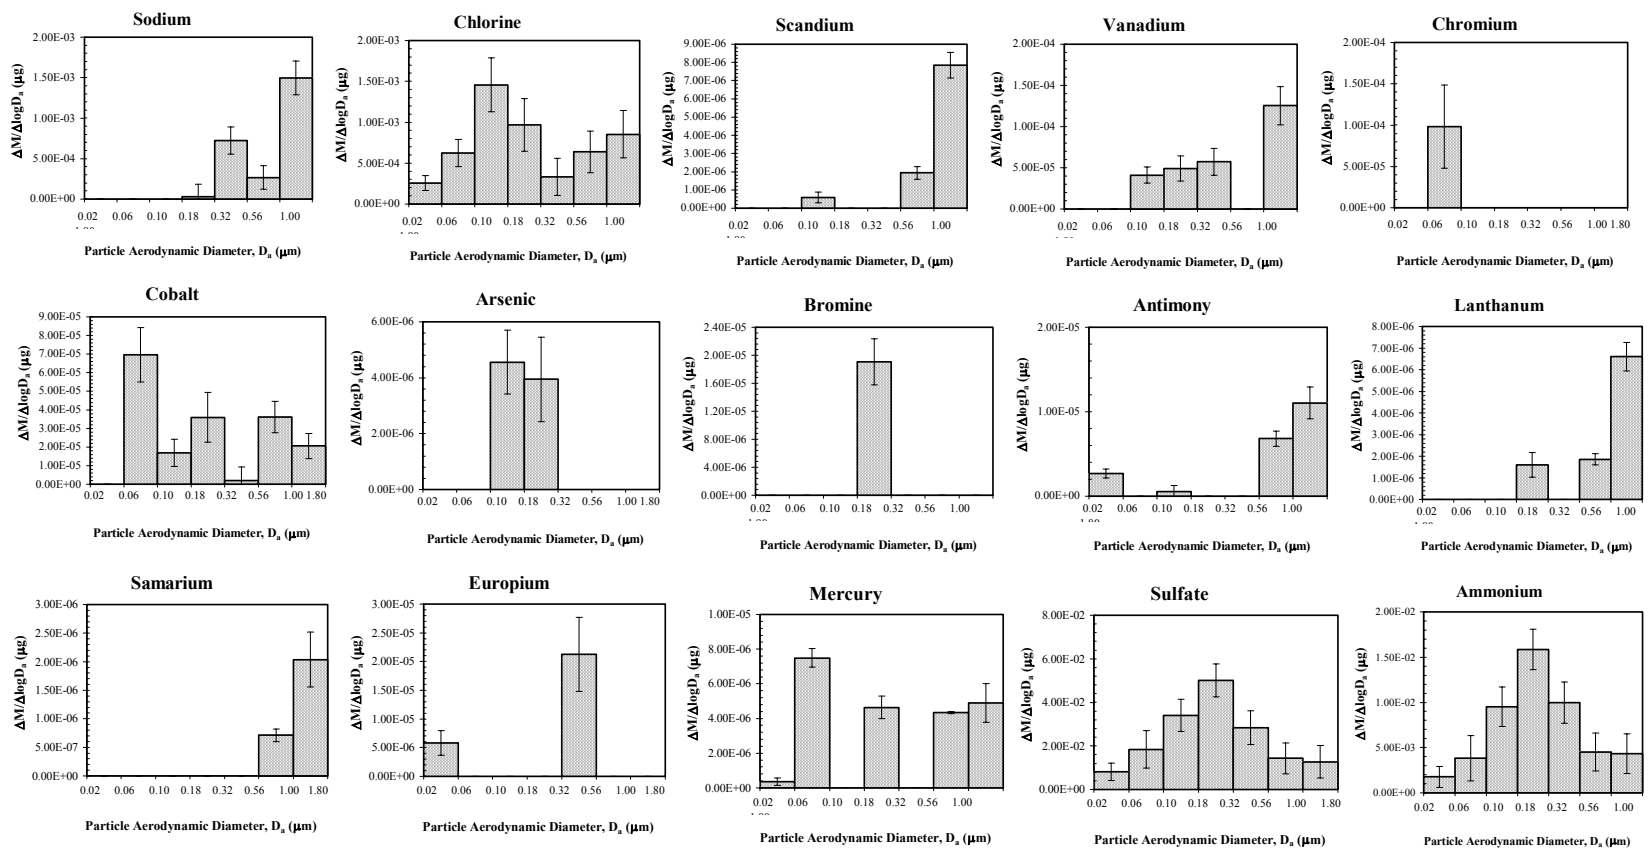 Sodium
ΔM/ΔlogDa (μg)
2.00E-03
1.50E-03
1.00E-03
5.00E-04
0.00E+00
0.02 0.06 0.10 0.18 0.32 0.56 1.00
Particle Aerodynamic Diameter, Da (μm)
Chlorine
ΔM/ΔlogDa (μg)
2.00E-03
1.50E-03
1.00E-03
5.00E-04
0.00E+00
0.02 0.06 0.10 0.18 0.32 0.56 1.00
Particle Aerodynamic Diameter, Da (μm)
Scandium
ΔM/ΔlogDa (μg)
9.00E-06
8.00E-06
7.00E-06
6.00E-06
5.00E-06
4.00E-06
3.00E-06
2.00E-06
1.00E-06
0.00E+00
0.02 0.06 0.10 0.18 0.32 0.56 1.00
Particle Aerodynamic Diameter, Da (μm)
Vanadium
ΔM/ΔlogDa (μg)
2.00E-04
1.50E-04
1.00E-04
5.00E-05
0.00E+00
0.02 0.06 0.10 0.18 0.32 0.56 1.00
Particle Aerodynamic Diameter, Da (μm)
Chromium
ΔM/ΔlogDa (μg)
2.00E-04
1.50E-04
1.00E-04
5.00E-05
0.00E+00
0.02 0.06 0.10 0.18 0.32 0.56 1.00 1.80
Particle Aerodynamic Diameter, Da (μm)
Cobalt
ΔM/ΔlogDa (μg)
9.00E-05
8.00E-05
7.00E-05
6.00E-05
5.00E-05
4.00E-05
3.00E-05
2.00E-05
1.00E-05
0.00E+00
0.02 0.06 0.10 0.18 0.32 0.56 1.00 1.80
Particle Aerodynamic Diameter, Da (μm)
Arsenic
ΔM/ΔlogDa (μg)
6.00E-06
4.00E-06
2.00E-06
0.00E+00
0.02 0.06 0.10 0.18 0.32 0.56 1.00 1.80
Particle Aerodynamic Diameter, Da (μm)
Bromine
ΔM/ΔlogDa (μg)
2.40E-05
2.00E-05
1.60E-05
1.20E-05
8.00E-06
4.00E-06
0.00E+00
0.02 0.06 0.10 0.18 0.32 0.56 1.00
Particle Aerodynamic Diameter, Da (μm)
Antimony
ΔM/ΔlogDa (μg)
2.00E-05
1.00E-05
0.00E+00
0.02 0.06 0.10 0.18 0.32 0.56 1.00
Particle Aerodynamic Diameter, Da (μm)
Lanthanum
ΔM/ΔlogDa (μg)
8.00E-06
7.00E-06
6.00E-06
5.00E-06
4.00E-06
3.00E-06
2.00E-06
1.00E-06
0.00E+00
0.02 0.06 0.10 0.18 0.32 0.56 1.00
Particle Aerodynamic Diameter, Da (μm)
Samarium
ΔM/ΔlogDa (μg)
3.00E-06
2.50E-06
2.00E-06
1.50E-06
1.00E-06
5.00E-07
0.00E+00
0.02 0.06 0.10 0.18 0.32 0.56 1.00 1.80
Particle Aerodynamic Diameter, Da (μm)
Europium
ΔM/ΔlogDa (μg)
3.00E-05
2.50E-05
2.00E-05
1.50E-05
1.00E-05
5.00E-06
0.00E+00
0.02 0.06 0.10 0.18 0.32 0.56 1.00 1.80
Particle Aerodynamic Diameter, Da (μm)
Mercury
ΔM/ΔlogDa (μg)
1.00E-05
8.00E-06
6.00E-06
4.00E-06
2.00E-06
0.00E+00
0.02 0.06 0.10 0.18 0.32 0.56 1.00
Particle Aerodynamic Diameter, Da (μm)
Sulfate
ΔM/ΔlogDa (μg)
8.00E-02
6.00E-02
4.00E-02
2.00E-02
0.00E+00
0.02 0.06 0.10 0.18 0.32 0.56 1.00 1.80
Particle Aerodynamic Diameter, Da (μm)
Ammonium
ΔM/ΔlogDa (μg)
2.00E-02
1.50E-02
1.00E-02
5.00E-03
0.00E+00
0.02 0.06 0.10 0.18 0.32 0.56 1.00
Particle Aerodynamic Diameter, Da (μm)